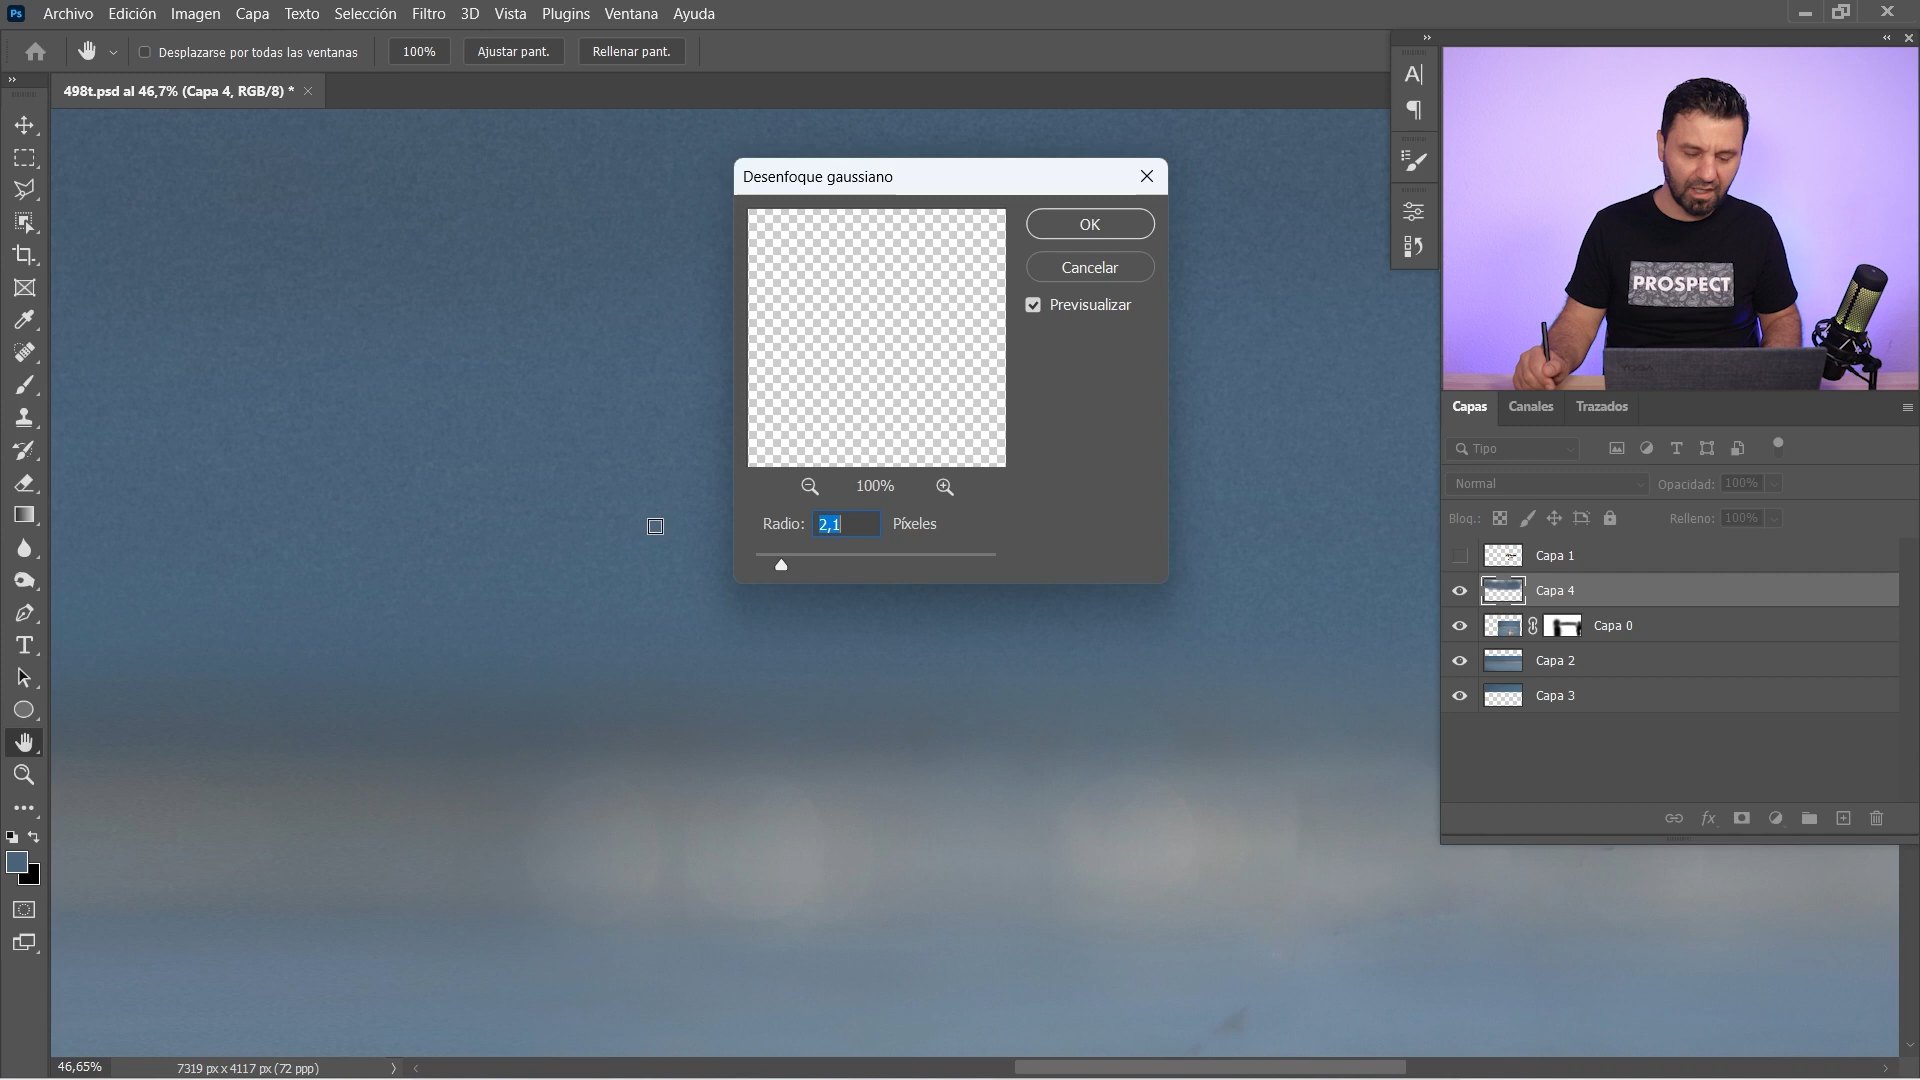 Ps Archivo Edición Imagen Capa Texto Selección Filtro 3D Vista Plugins Ventana Ayuda
Desplazarse por todas las ventanas 100% Ajustar pant. Rellenar pant.
498t.psd al 46,7% (Capa 4, RGB/8) *
Desenfoque gaussiano
OK
Cancelar
Previsualizar
100%
Radio: 2,1 Píxeles
PROSPECT
YOGA
Capas Canales Trazados
Tipo
Normal Opacidad: 100%
Bloq.: Relleno: 100%
Capa 1
Capa 4
Capa 0
Capa 2
Capa 3
fx
46,65% 7319 px x 4117 px (72 ppp)